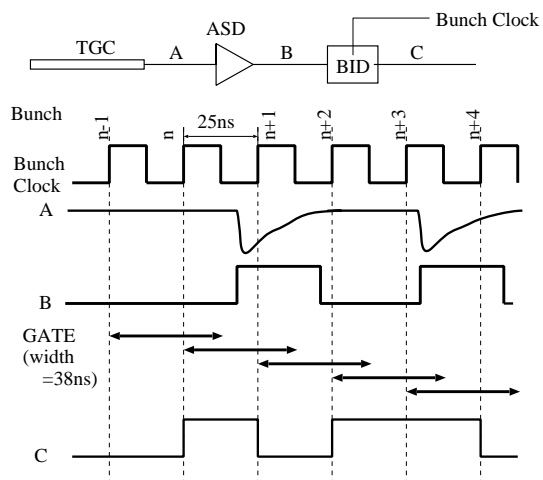 Bunch Clock
TGC
A
ASD
B
BID
C
Bunch
n-1
n
25ns
n+1
n+2
n+3
n+4
Bunch
Clock
A
B
GATE
(width
=38ns)
C